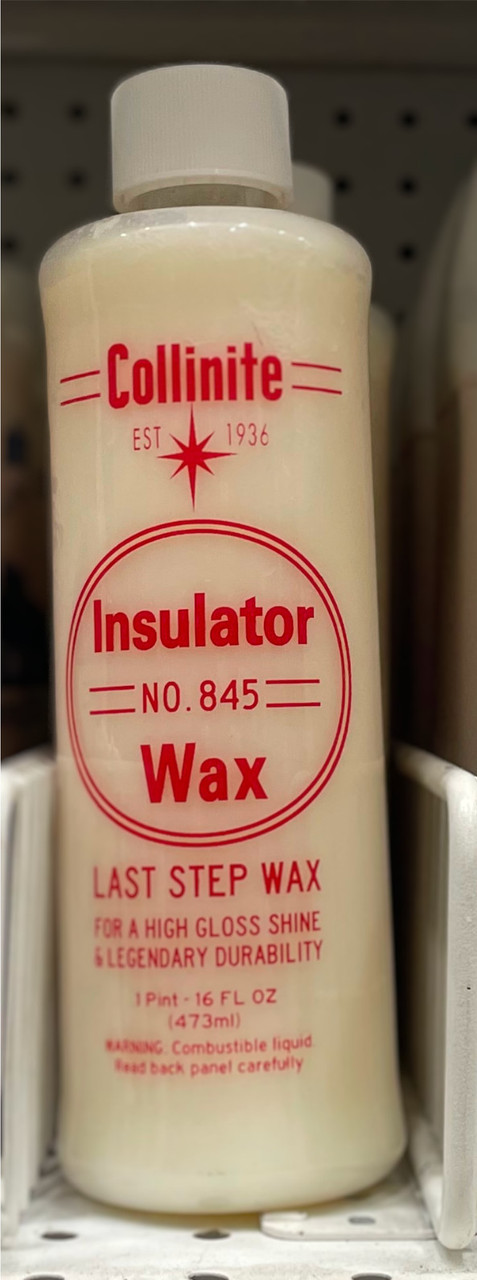 Collinite
EST 1936
Insulator
NO. 845
Wax
LAST STEP WAX
FOR A HIGH GLOSS SHINE
& LEGENDARY DURABILITY
1 Pint - 16 FL OZ
(473ml)
WARNING: Combustible liquid.
Read back panel carefully